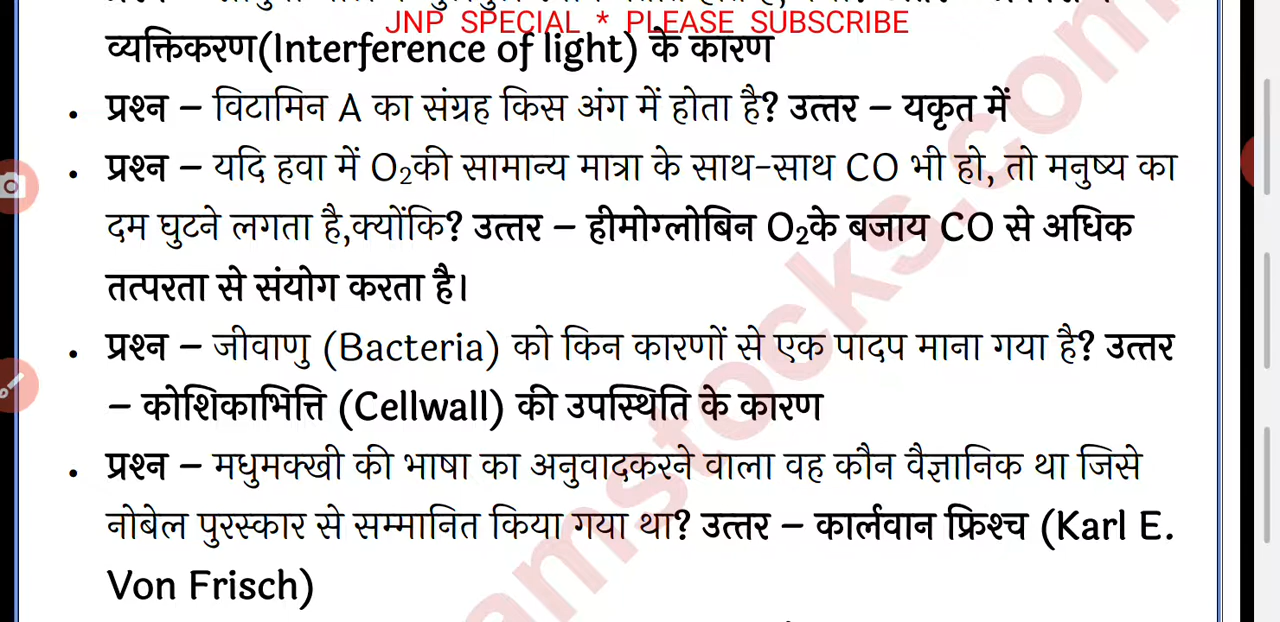 JNP SPECIAL * PLEASE SUBSCRIBE
व्यक्तिकरण(Interference of light) के कारण
• प्रश्न – विटामिन A का संग्रह किस अंग में होता है? उत्तर – यकृत में
• प्रश्न – यदि हवा में O₂की सामान्य मात्रा के साथ-साथ CO भी हो, तो मनुष्य का
दम घुटने लगता है,क्योंकि? उत्तर – हीमोग्लोबिन O₂के बजाय CO से अधिक
तत्परता से संयोग करता है।
• प्रश्न – जीवाणु (Bacteria) को किन कारणों से एक पादप माना गया है? उत्तर
– कोशिकाभित्ति (Cellwall) की उपस्थिति के कारण
• प्रश्न – मधुमक्खी की भाषा का अनुवादकरने वाला वह कौन वैज्ञानिक था जिसे
नोबेल पुरस्कार से सम्मानित किया गया था? उत्तर – कार्लवान फ्रिश्च (Karl E.
Von Frisch)
amstocks.com